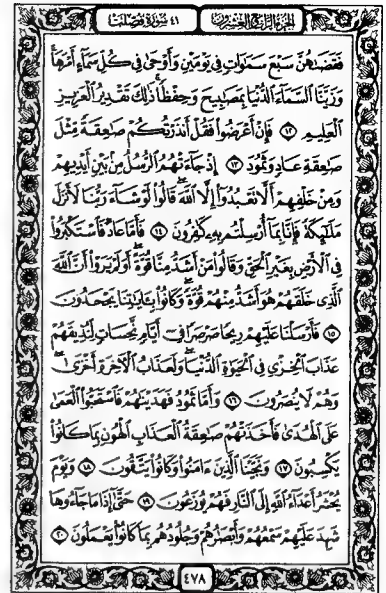 الجزء الرابع والعشرون ٤١ سورة فصلت
فَقَضَىٰهُنَّ سَبْعَ سَمَٰوَاتٍ فِى يَوْمَيْنِ وَأَوْحَىٰ فِى كُلِّ سَمَآءٍ أَمْرَهَا ۚ
وَزَيَّنَّا ٱلسَّمَآءَ ٱلدُّنْيَا بِمَصَٰبِيحَ وَحِفْظًا ۚ ذَٰلِكَ تَقْدِيرُ ٱلْعَزِيزِ
ٱلْعَلِيمِ ١٢ فَإِنْ أَعْرَضُوا۟ فَقُلْ أَنذَرْتُكُمْ صَٰعِقَةً مِّثْلَ
صَٰعِقَةِ عَادٍ وَثَمُودَ ١٣ إِذْ جَآءَتْهُمُ ٱلرُّسُلُ مِنۢ بَيْنِ أَيْدِيهِمْ
وَمِنْ خَلْفِهِمْ أَلَّا تَعْبُدُوٓا۟ إِلَّا ٱللَّهَ ۖ قَالُوا۟ لَوْ شَآءَ رَبُّنَا لَأَنزَلَ
مَلَٰٓئِكَةً فَإِنَّا بِمَآ أُرْسِلْتُم بِهِۦ كَٰفِرُونَ ١٤ فَأَمَّا عَادٌ فَٱسْتَكْبَرُوا۟
فِى ٱلْأَرْضِ بِغَيْرِ ٱلْحَقِّ وَقَالُوا۟ مَنْ أَشَدُّ مِنَّا قُوَّةً ۖ أَوَلَمْ يَرَوْا۟ أَنَّ ٱللَّهَ
ٱلَّذِى خَلَقَهُمْ هُوَ أَشَدُّ مِنْهُمْ قُوَّةً ۖ وَكَانُوا۟ بِـَٔايَٰتِنَا يَجْحَدُونَ
١٥ فَأَرْسَلْنَا عَلَيْهِمْ رِيحًا صَرْصَرًا فِىٓ أَيَّامٍ نَّحِسَاتٍ لِّنُذِيقَهُمْ
عَذَابَ ٱلْخِزْىِ فِى ٱلْحَيَوٰةِ ٱلدُّنْيَا ۖ وَلَعَذَابُ ٱلْءَاخِرَةِ أَخْزَىٰ ۖ
وَهُمْ لَا يُنصَرُونَ ١٦ وَأَمَّا ثَمُودُ فَهَدَيْنَٰهُمْ فَٱسْتَحَبُّوا۟ ٱلْعَمَىٰ
عَلَى ٱلْهُدَىٰ فَأَخَذَتْهُمْ صَٰعِقَةُ ٱلْعَذَابِ ٱلْهُونِ بِمَا كَانُوا۟
يَكْسِبُونَ ١٧ وَنَجَّيْنَا ٱلَّذِينَ ءَامَنُوا۟ وَكَانُوا۟ يَتَّقُونَ ١٨ وَيَوْمَ
يُحْشَرُ أَعْدَآءُ ٱللَّهِ إِلَى ٱلنَّارِ فَهُمْ يُوزَعُونَ ١٩ حَتَّىٰٓ إِذَا مَا جَآءُوهَا
شَهِدَ عَلَيْهِمْ سَمْعُهُمْ وَأَبْصَٰرُهُمْ وَجُلُودُهُم بِمَا كَانُوا۟ يَعْمَلُونَ ٢٠
٤٧٨